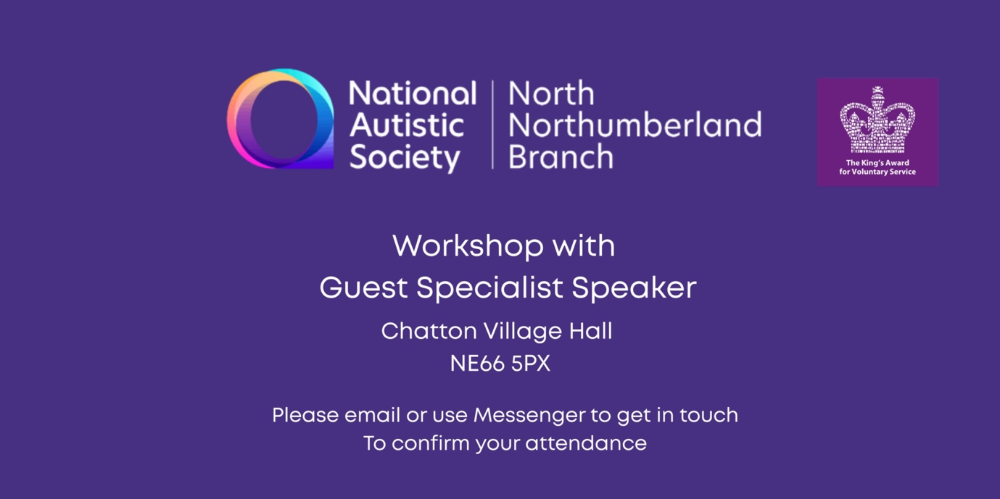 National
Autistic
Society
North
Northumberland
Branch
The King's Award
for Voluntary Service
Workshop with
Guest Specialist Speaker
Chatton Village Hall
NE66 5PX
Please email or use Messenger to get in touch
To confirm your attendance